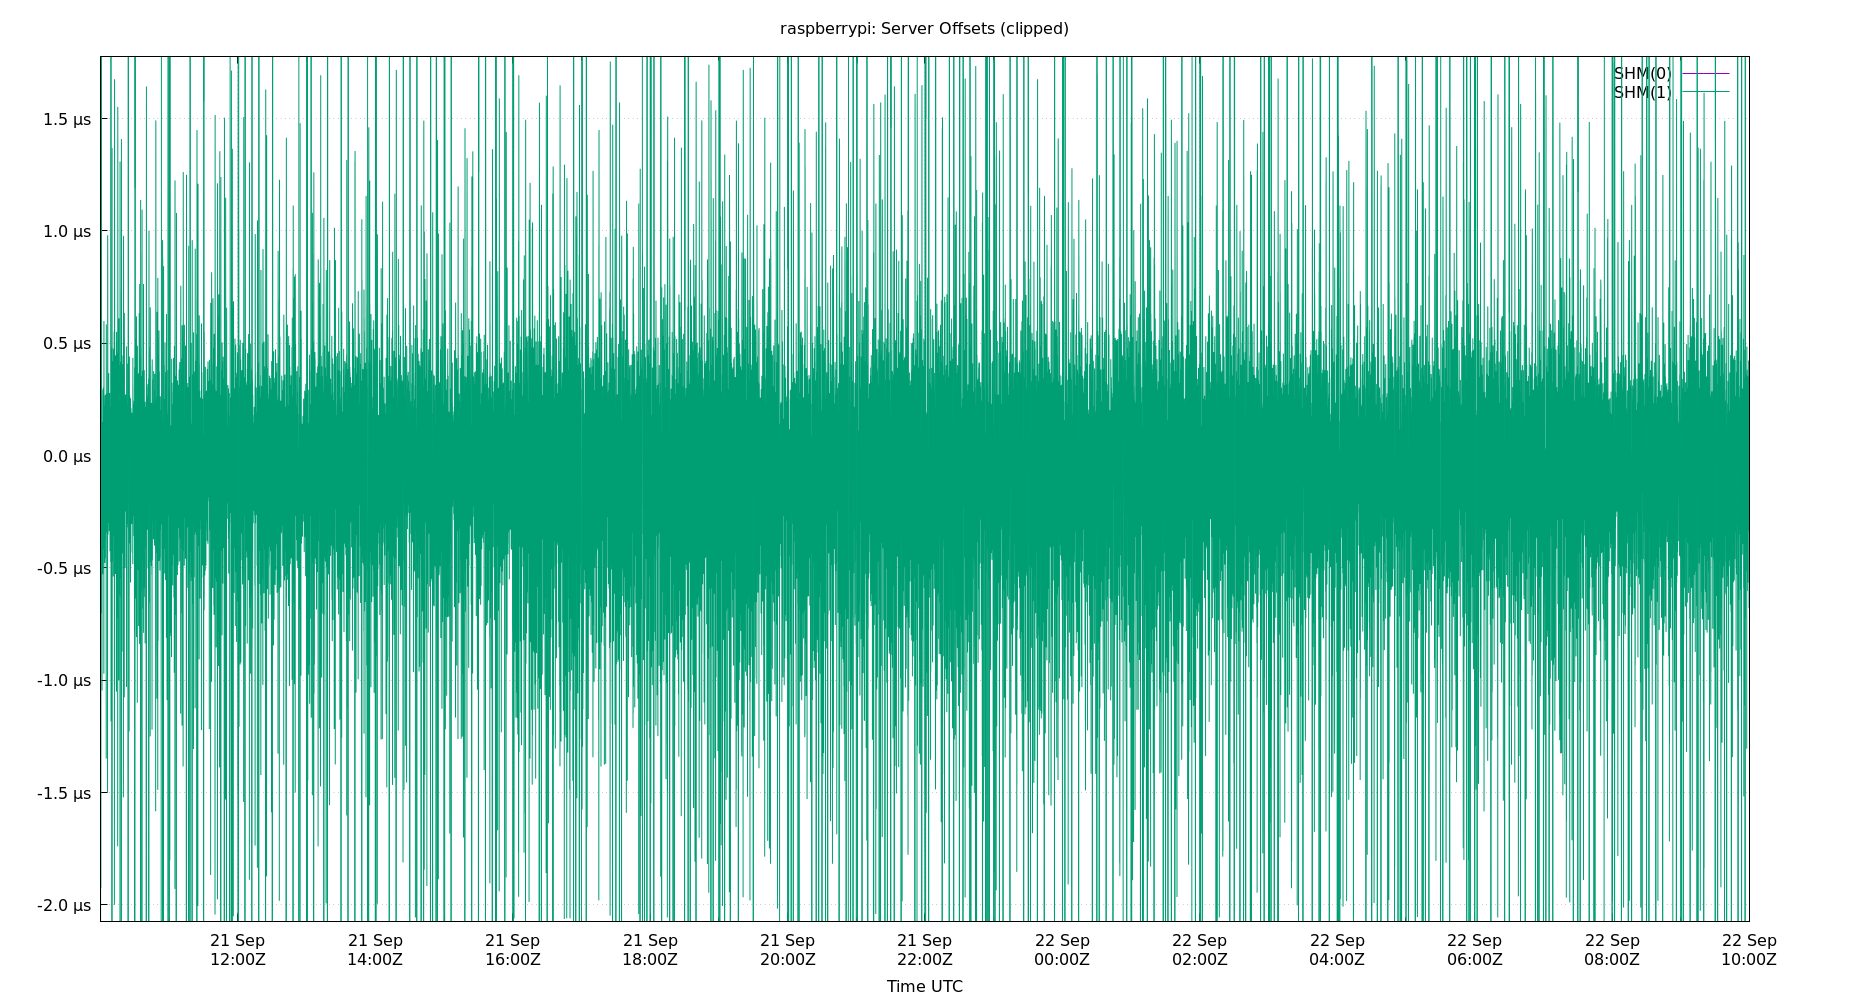 raspberrypi: Server Offsets (clipped)
SHM(0)
SHM(1)
1.5 µs
1.0 µs
0.5 µs
0.0 µs
-0.5 µs
-1.0 µs
-1.5 µs
-2.0 µs
21 Sep 21 Sep 21 Sep 21 Sep 21 Sep 21 Sep 22 Sep 22 Sep 22 Sep 22 Sep 22 Sep 22 Sep
12:00Z 14:00Z 16:00Z 18:00Z 20:00Z 22:00Z 00:00Z 02:00Z 04:00Z 06:00Z 08:00Z 10:00Z
Time UTC